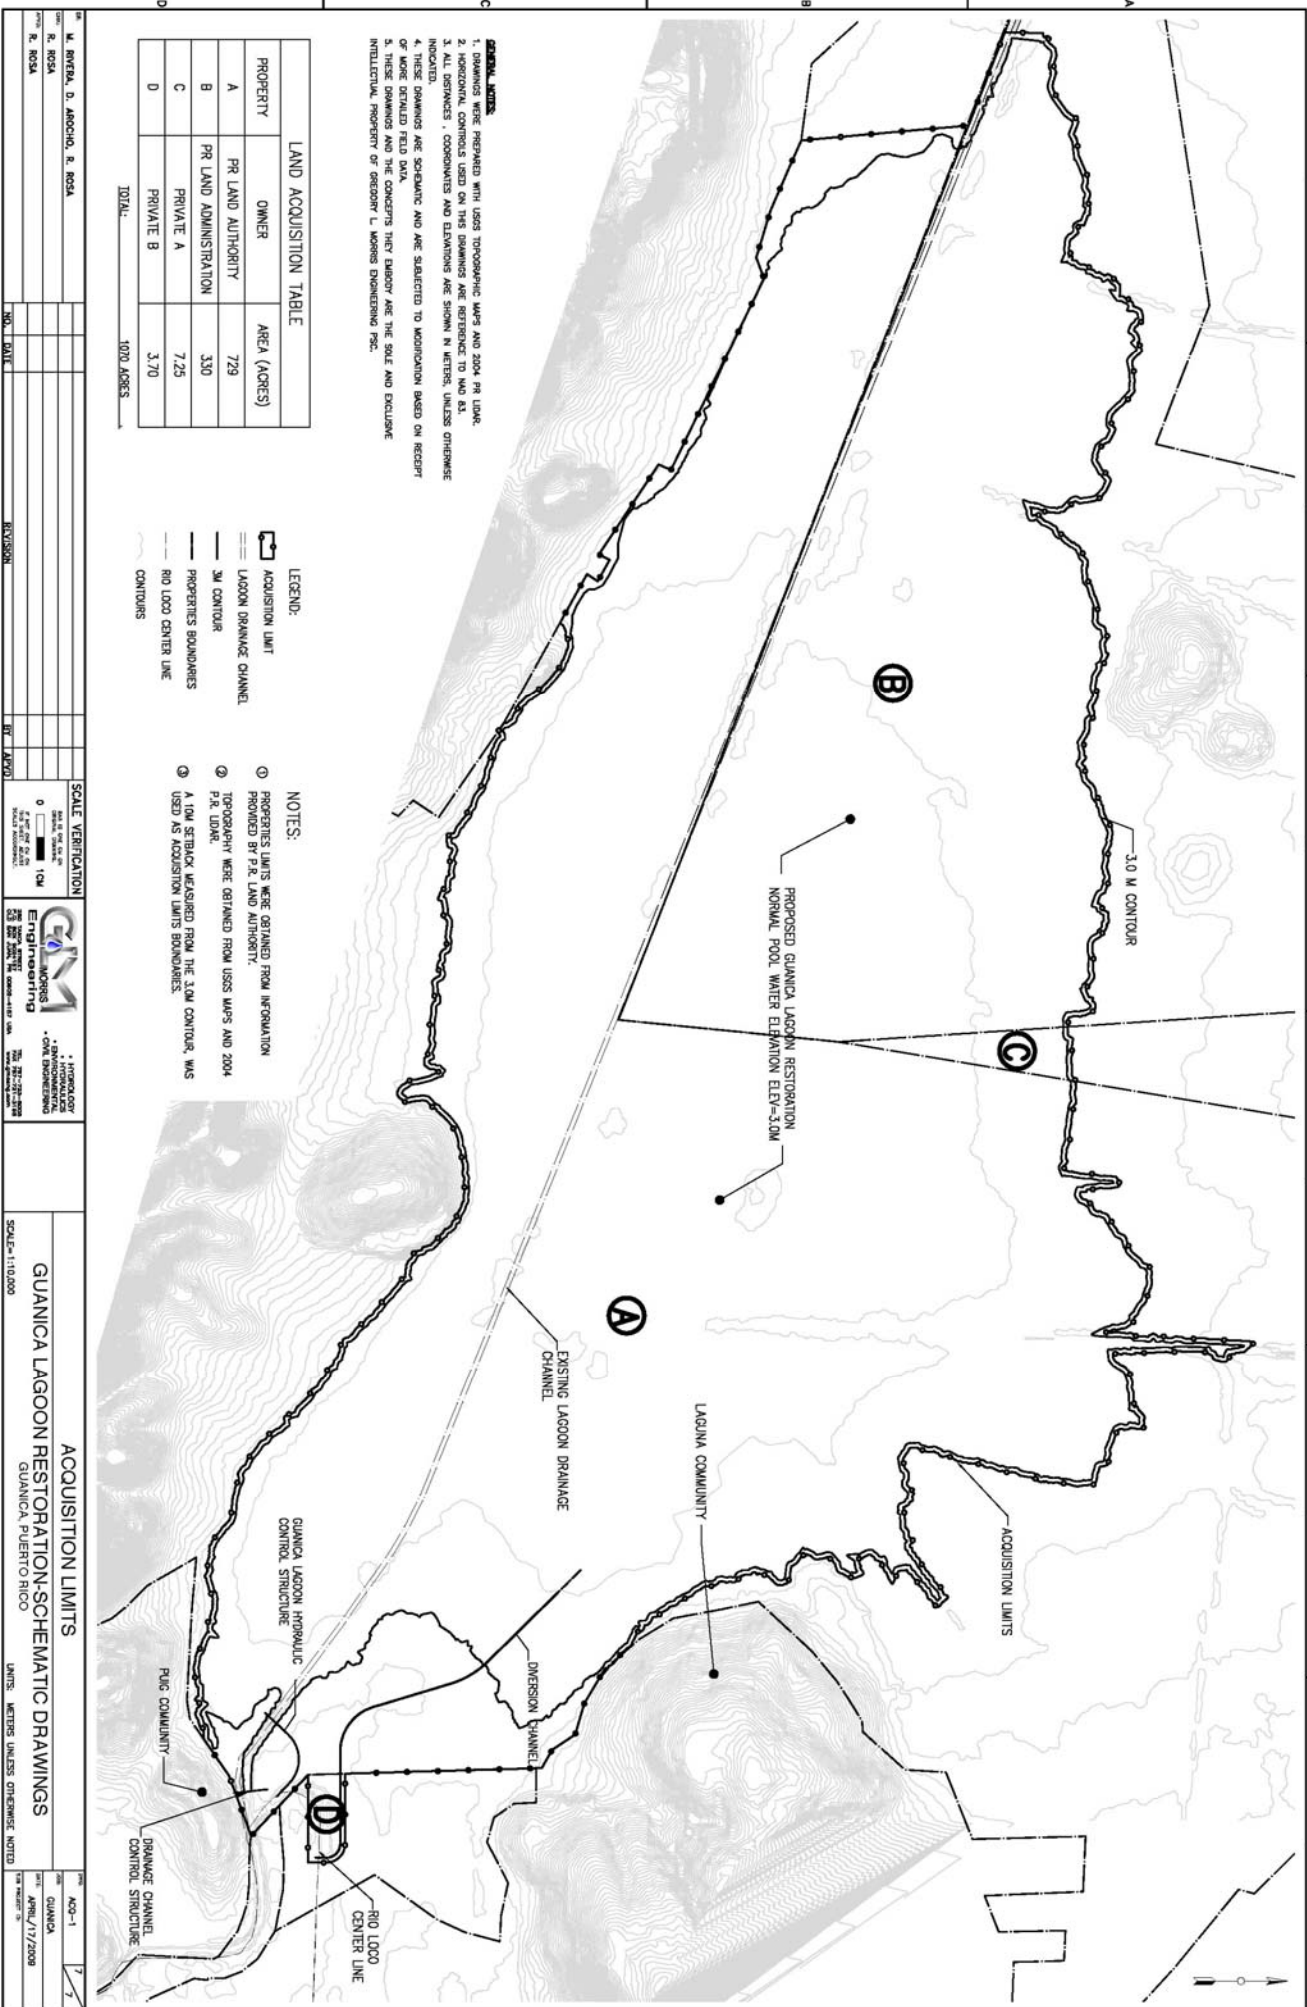 A
B
C
D
3.0 M CONTOUR
B
C
A
D
PROPOSED GUANICA LAGOON RESTORATION
NORMAL POOL WATER ELEVATION ELEV=3.0M
ACQUISITION LIMITS
LAGUNA COMMUNITY
EXISTING LAGOON DRAINAGE
CHANNEL
DIVERSION CHANNEL
GUANICA LAGOON HYDRAULIC
CONTROL STRUCTURE
RIO LOCO
CENTER LINE
PUIG COMMUNITY
DRAINAGE CHANNEL
CONTROL STRUCTURE
GENERAL NOTES:
1. DRAWINGS WERE PREPARED WITH USGS TOPOGRAPHIC MAPS AND 2004 PR LIDAR.
2. HORIZONTAL CONTROLS USED ON THIS DRAWINGS ARE REFERENCE TO NAD 83.
3. ALL DISTANCES , COORDINATES AND ELEVATIONS ARE SHOWN IN METERS, UNLESS OTHERWISE
INDICATED.
4. THESE DRAWINGS ARE SCHEMATIC AND ARE SUBJECTED TO MODIFICATION BASED ON RECEIPT
OF MORE DETAILED FIELD DATA.
5. THESE DRAWINGS AND THE CONCEPTS THEY EMBODY ARE THE SOLE AND EXCLUSIVE
INTELLECTUAL PROPERTY OF GREGORY L. MORRIS ENGINEERING PSC.
LAND ACQUISITION TABLE
PROPERTY OWNER AREA (ACRES)
A PR LAND AUTHORITY 729
B PR LAND ADMINISTRATION 330
C PRIVATE A 7.25
D PRIVATE B 3.70
TOTAL: 1070 ACRES
LEGEND:
ACQUISITION LIMIT
LAGOON DRAINAGE CHANNEL
3M CONTOUR
PROPERTIES BOUNDARIES
RIO LOCO CENTER LINE
CONTOURS
NOTES:
1 PROPERTIES LIMITS WERE OBTAINED FROM INFORMATION
PROVIDED BY P.R. LAND AUTHORITY.
2 TOPOGRAPHY WERE OBTAINED FROM USGS MAPS AND 2004
P.R. LIDAR.
3 A 10M SETBACK MEASURED FROM THE 3.0M CONTOUR, WAS
USED AS ACQUISITION LIMITS BOUNDARIES.
M. RIVERA, D. AROCHO, R. ROSA
R. ROSA
R. ROSA
NO. DATE REVISION BY APVD
SCALE VERIFICATION
0 1CM
GLM
MORRIS
Engineering
• HYDROLOGY
• HYDRAULICS
• ENVIRONMENTAL
• CIVIL ENGINEERING
ACQUISITION LIMITS
GUANICA LAGOON RESTORATION-SCHEMATIC DRAWINGS
GUANICA, PUERTO RICO
SCALE=1:10,000
UNITS: METERS UNLESS OTHERWISE NOTED
ACQ-1
GUANICA
APRIL/17/2009
7
7